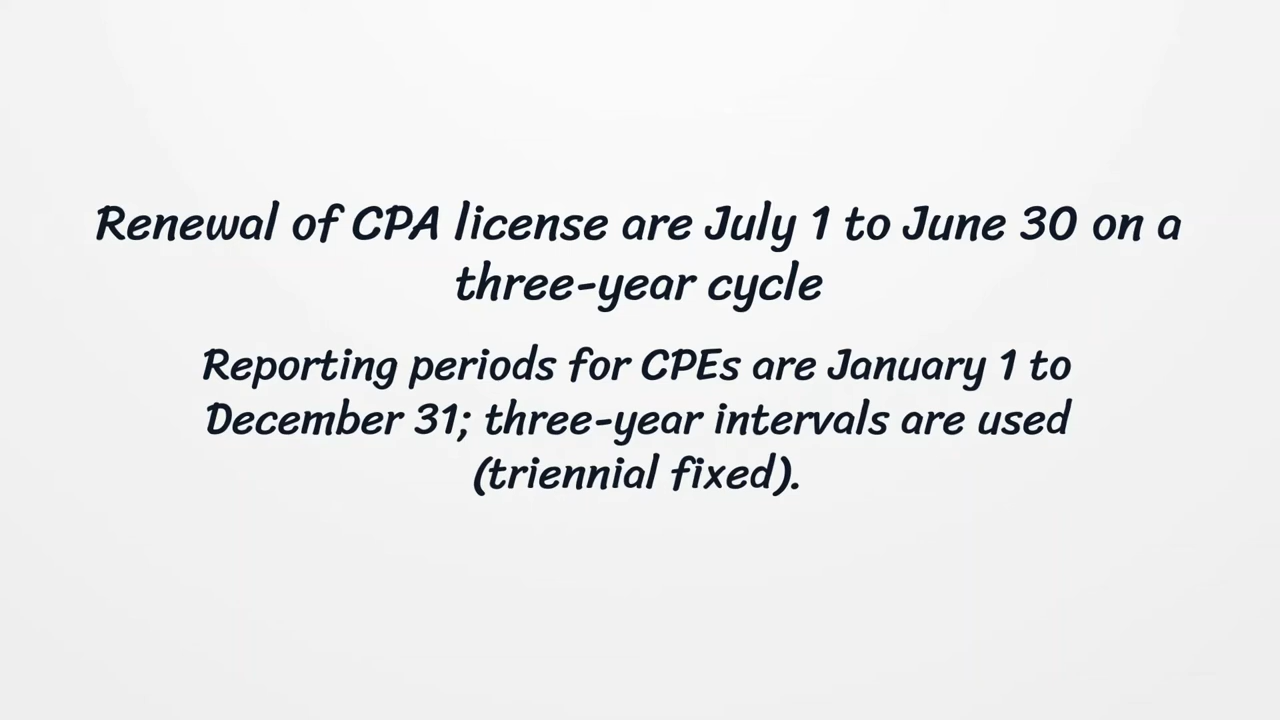 Renewal of CPA license are July 1 to June 30 on a
three-year cycle
Reporting periods for CPEs are January 1 to
December 31; three-year intervals are used
(triennial fixed).